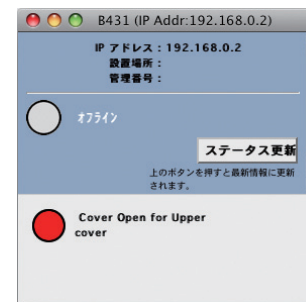 B431 (IP Addr:192.168.0.2)
IP アドレス：192.168.0.2
設置場所：
管理番号：
オフライン
ステータス更新
上のボタンを押すと最新情報に更新
されます。
Cover Open for Upper
cover